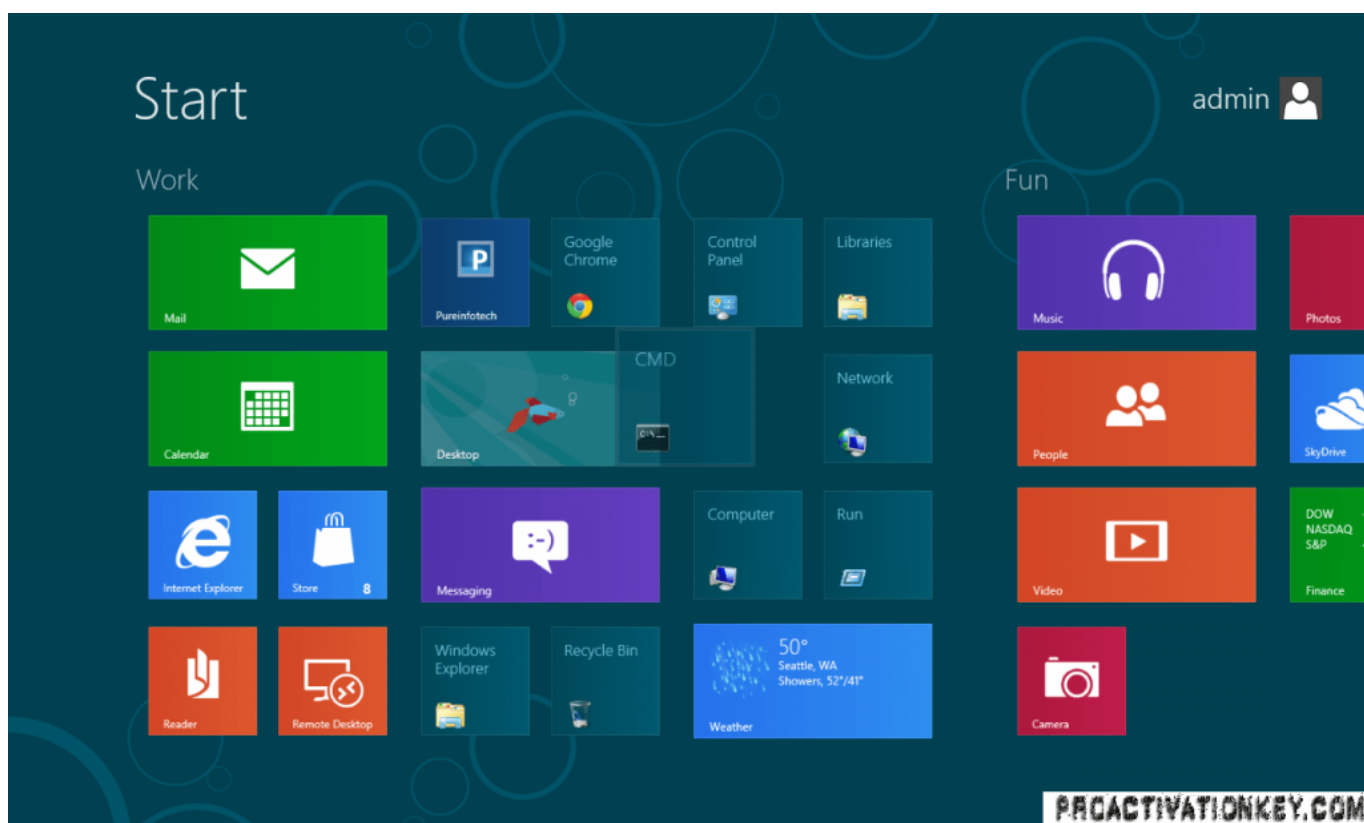 Start
admin
Work
Fun
Mail
P
Pureinfotech
Google
Chrome
Control
Panel
Libraries
Music
Photos
Calendar
Desktop
CMD
C:\._
Network
People
SkyDrive
Internet Explorer
Store
8
:-)
Messaging
Computer
Run
Video
DOW
NASDAQ
S&P
Finance
Reader
Remote Desktop
Windows
Explorer
Recycle Bin
50°
Seattle, WA
Showers, 52°/41°
Weather
Camera
PROACTIVATIONKEY.COM